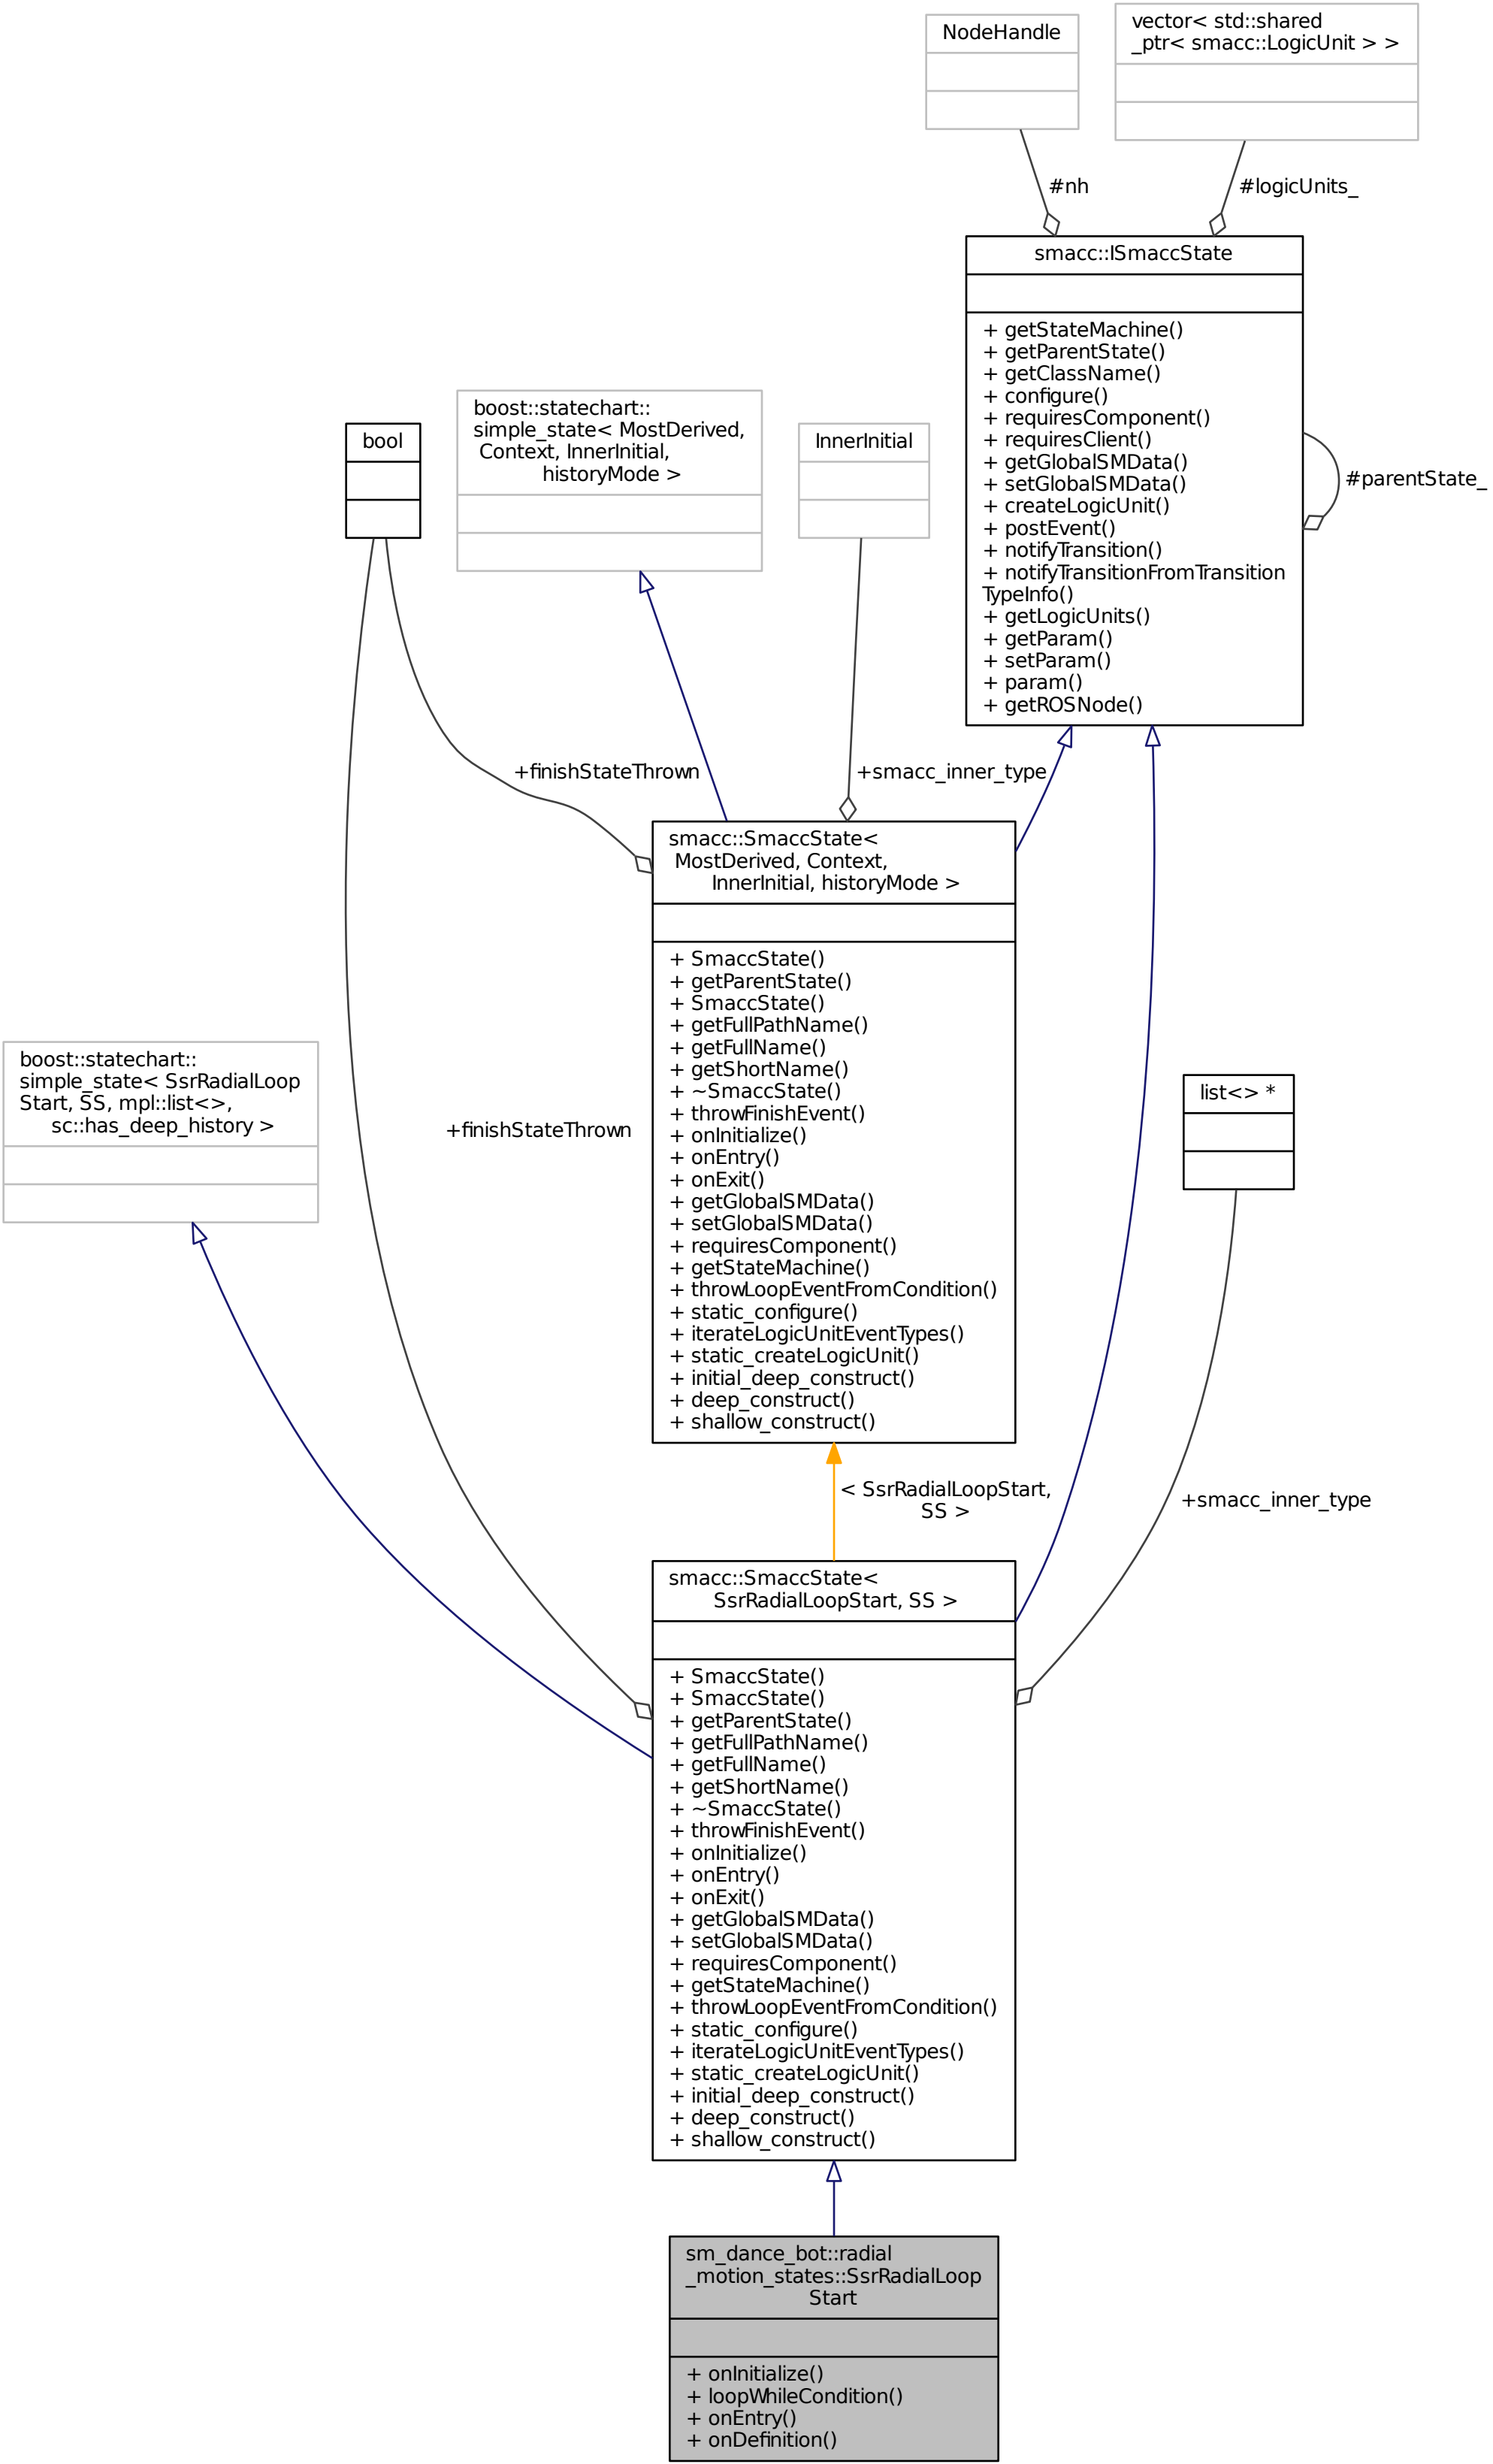 NodeHandle
vector< std::shared
_ptr< smacc::LogicUnit > >
#nh
#logicUnits_
smacc::ISmaccState
+ getStateMachine()
+ getParentState()
+ getClassName()
+ configure()
+ requiresComponent()
+ requiresClient()
+ getGlobalSMData()
+ setGlobalSMData()
+ createLogicUnit()
+ postEvent()
+ notifyTransition()
+ notifyTransitionFromTransition
TypeInfo()
+ getLogicUnits()
+ getParam()
+ setParam()
+ param()
+ getROSNode()
#parentState_
bool
boost::statechart::
simple_state< MostDerived,
Context, InnerInitial,
historyMode >
InnerInitial
+finishStateThrown
+smacc_inner_type
smacc::SmaccState<
MostDerived, Context,
InnerInitial, historyMode >
+ SmaccState()
+ getParentState()
+ SmaccState()
+ getFullPathName()
+ getFullName()
+ getShortName()
+ ~SmaccState()
+ throwFinishEvent()
+ onInitialize()
+ onEntry()
+ onExit()
+ getGlobalSMData()
+ setGlobalSMData()
+ requiresComponent()
+ getStateMachine()
+ throwLoopEventFromCondition()
+ static_configure()
+ iterateLogicUnitEventTypes()
+ static_createLogicUnit()
+ initial_deep_construct()
+ deep_construct()
+ shallow_construct()
boost::statechart::
simple_state< SsrRadialLoop
Start, SS, mpl::list<>,
sc::has_deep_history >
+finishStateThrown
list<> *
< SsrRadialLoopStart,
SS >
+smacc_inner_type
smacc::SmaccState<
SsrRadialLoopStart, SS >
+ SmaccState()
+ SmaccState()
+ getParentState()
+ getFullPathName()
+ getFullName()
+ getShortName()
+ ~SmaccState()
+ throwFinishEvent()
+ onInitialize()
+ onEntry()
+ onExit()
+ getGlobalSMData()
+ setGlobalSMData()
+ requiresComponent()
+ getStateMachine()
+ throwLoopEventFromCondition()
+ static_configure()
+ iterateLogicUnitEventTypes()
+ static_createLogicUnit()
+ initial_deep_construct()
+ deep_construct()
+ shallow_construct()
sm_dance_bot::radial
_motion_states::SsrRadialLoop
Start
+ onInitialize()
+ loopWhileCondition()
+ onEntry()
+ onDefinition()